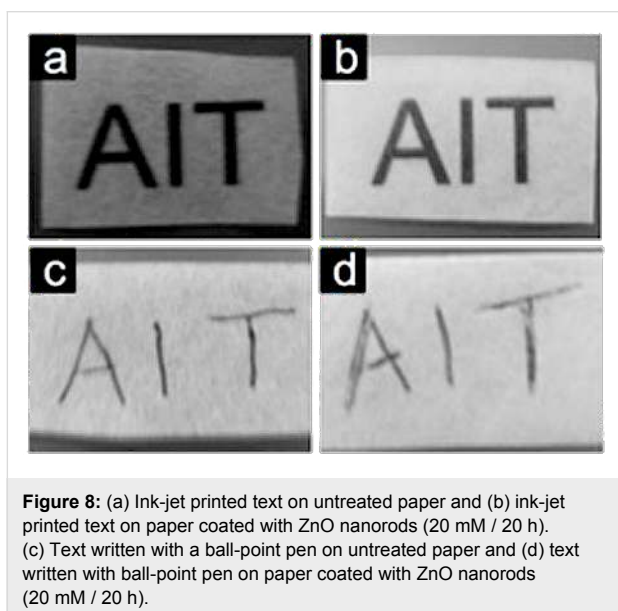 a
AIT
b
AIT
c
AIT
d
AIT
Figure 8: (a) Ink-jet printed text on untreated paper and (b) ink-jet
printed text on paper coated with ZnO nanorods (20 mM / 20 h).
(c) Text written with a ball-point pen on untreated paper and (d) text
written with ball-point pen on paper coated with ZnO nanorods
(20 mM / 20 h).